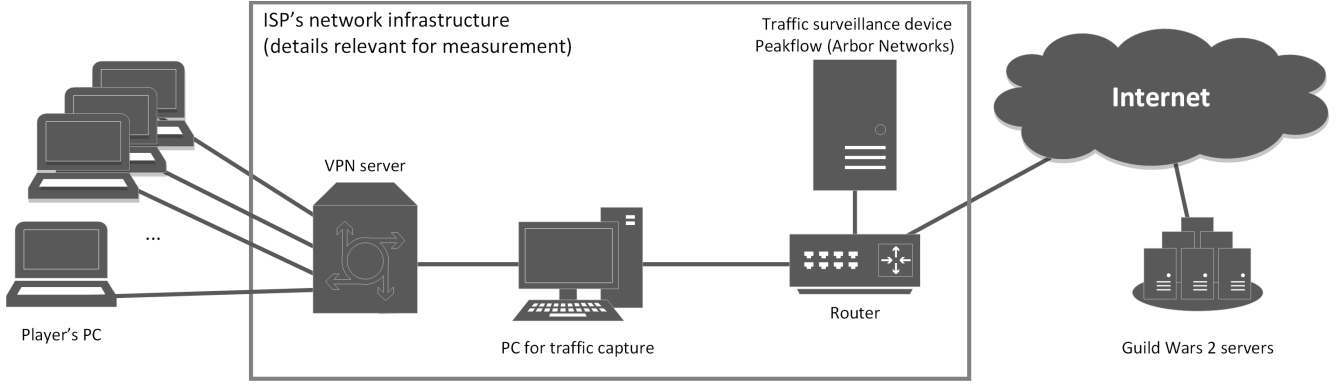 ISP's network infrastructure
(details relevant for measurement)
Traffic surveillance device
Peakflow (Arbor Networks)
Internet
VPN server
...
Player's PC
PC for traffic capture
Router
Guild Wars 2 servers